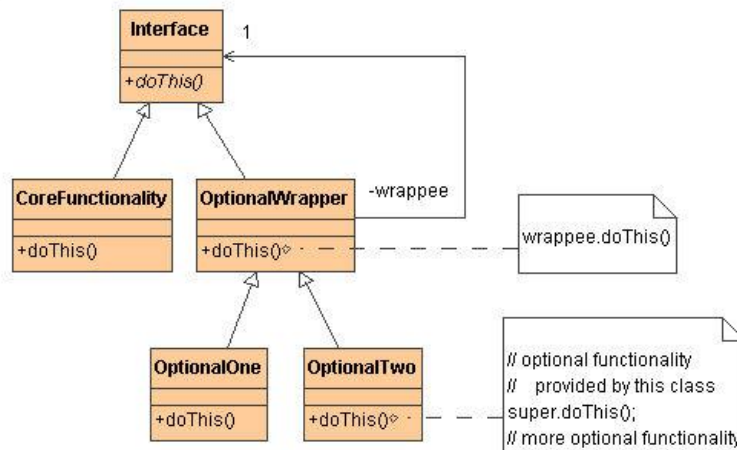 Interface
1
+doThis()
CoreFunctionality
+doThis()
OptionalWrapper
+doThis()
-wrappee
wrappee.doThis()
OptionalOne
+doThis()
OptionalTwo
+doThis()
// optional functionality
// provided by this class
super.doThis();
// more optional functionality